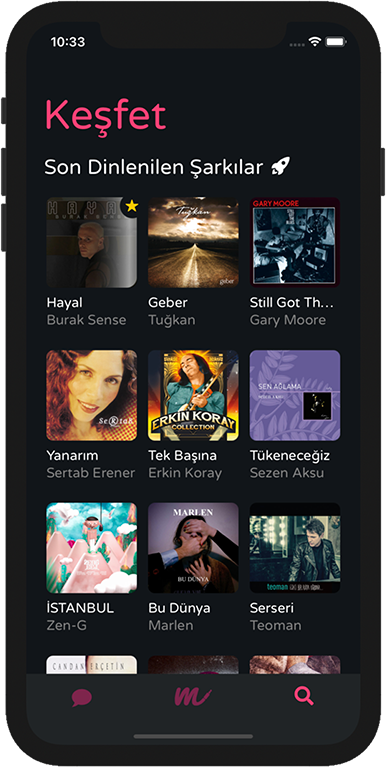 10:33
Keşfet
Son Dinlenilen Şarkılar 🚀
HAYAL
BURAK SENSE
Tuğkan
geber
GARY MOORE
Hayal
Geber
Still Got Th...
Burak Sense
Tuğkan
Gary Moore
Sertab
ERKIN KORAY
COLLECTION
SEN AĞLAMA
Yanarım
Tek Başına
Tükeneceğiz
Sertab Erener
Erkin Koray
Sezen Aksu
MARLEN
BU DUNYA
teoman
İSTANBUL
Bu Dünya
Serseri
Zen-G
Marlen
Teoman
CANDAN ERÇETİN
m